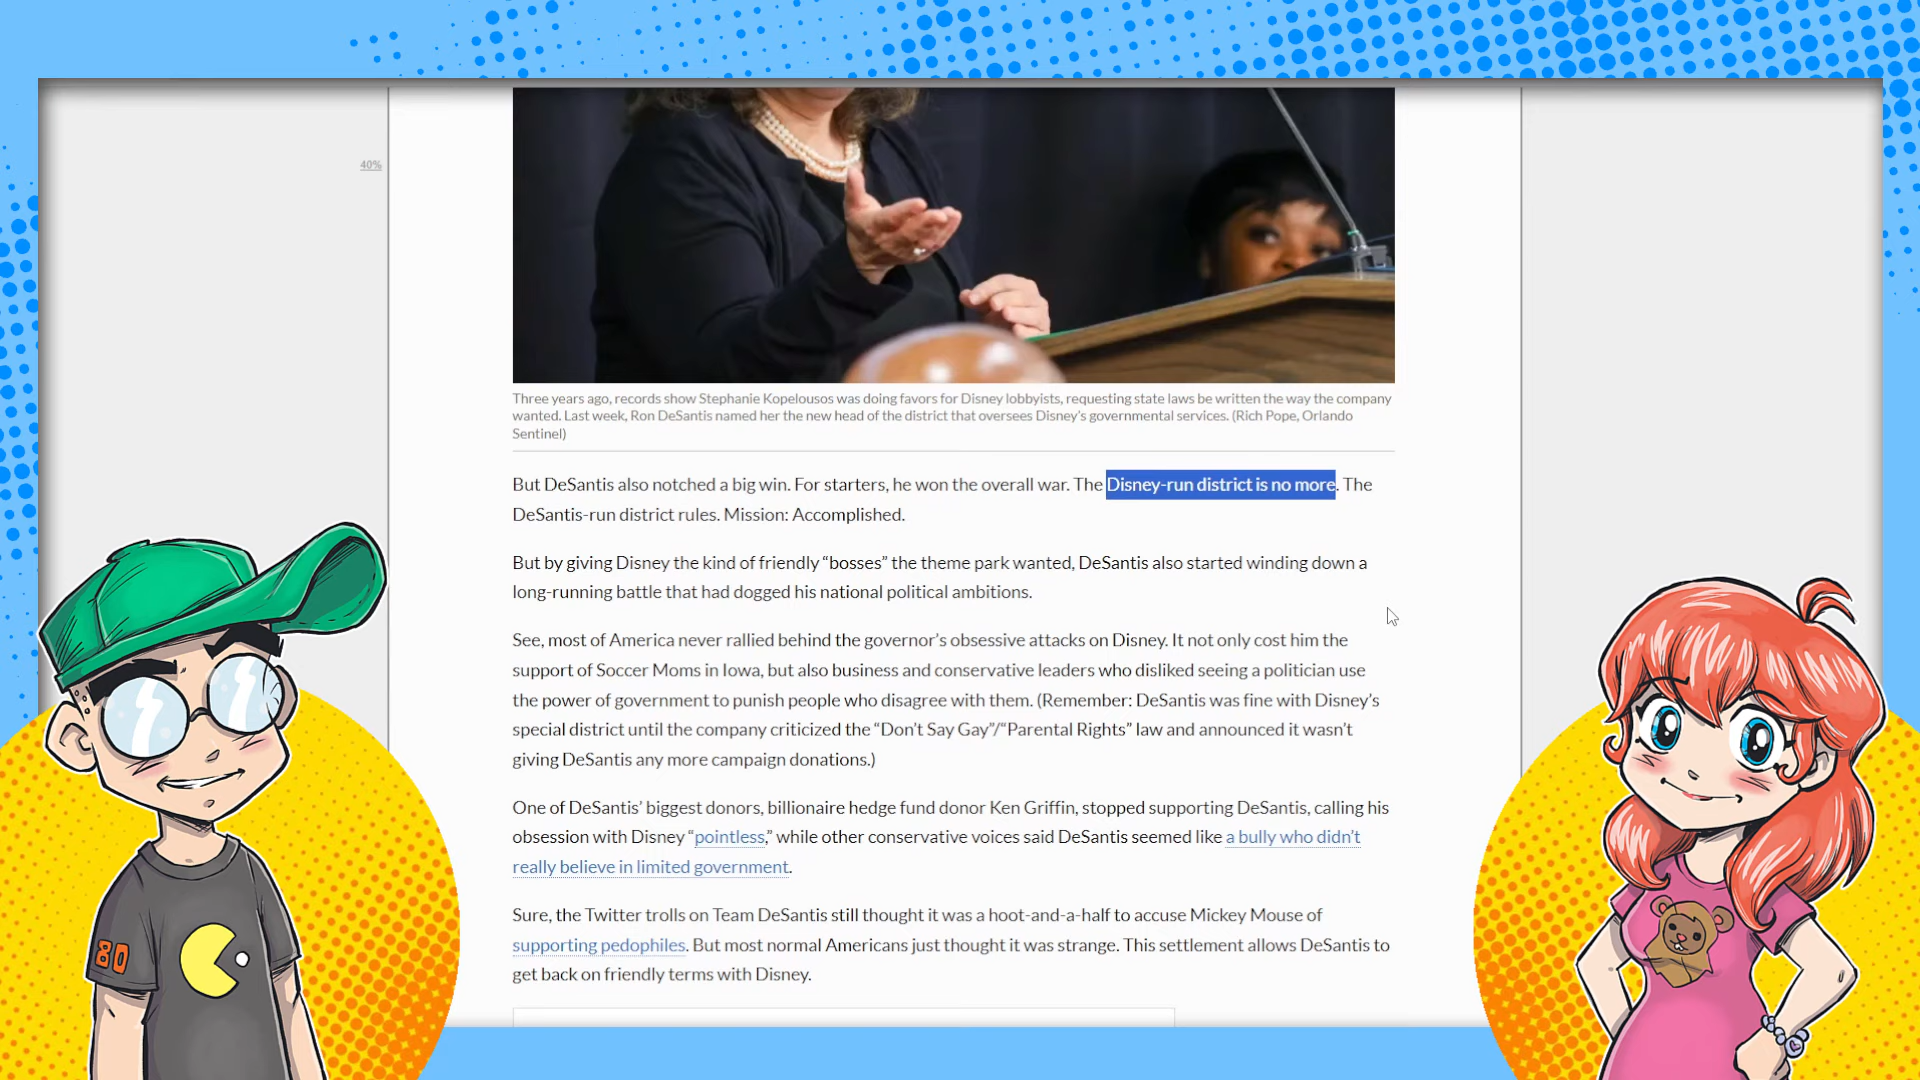 40%
Three years ago, records show Stephanie Kopelousos was doing favors for Disney lobbyists, requesting state laws be written the way the company
wanted. Last week, Ron DeSantis named her the new head of the district that oversees Disney's governmental services. (Rich Pope, Orlando
Sentinel)
But DeSantis also notched a big win. For starters, he won the overall war. The Disney-run district is no more. The
DeSantis-run district rules. Mission: Accomplished.
But by giving Disney the kind of friendly “bosses” the theme park wanted, DeSantis also started winding down a
long-running battle that had dogged his national political ambitions.
See, most of America never rallied behind the governor’s obsessive attacks on Disney. It not only cost him the
support of Soccer Moms in Iowa, but also business and conservative leaders who disliked seeing a politician use
the power of government to punish people who disagree with them. (Remember: DeSantis was fine with Disney’s
special district until the company criticized the “Don’t Say Gay”/“Parental Rights” law and announced it wasn’t
giving DeSantis any more campaign donations.)
One of DeSantis’ biggest donors, billionaire hedge fund donor Ken Griffin, stopped supporting DeSantis, calling his
obsession with Disney “pointless,” while other conservative voices said DeSantis seemed like a bully who didn’t
really believe in limited government.
Sure, the Twitter trolls on Team DeSantis still thought it was a hoot-and-a-half to accuse Mickey Mouse of
supporting pedophiles. But most normal Americans just thought it was strange. This settlement allows DeSantis to
get back on friendly terms with Disney.
80